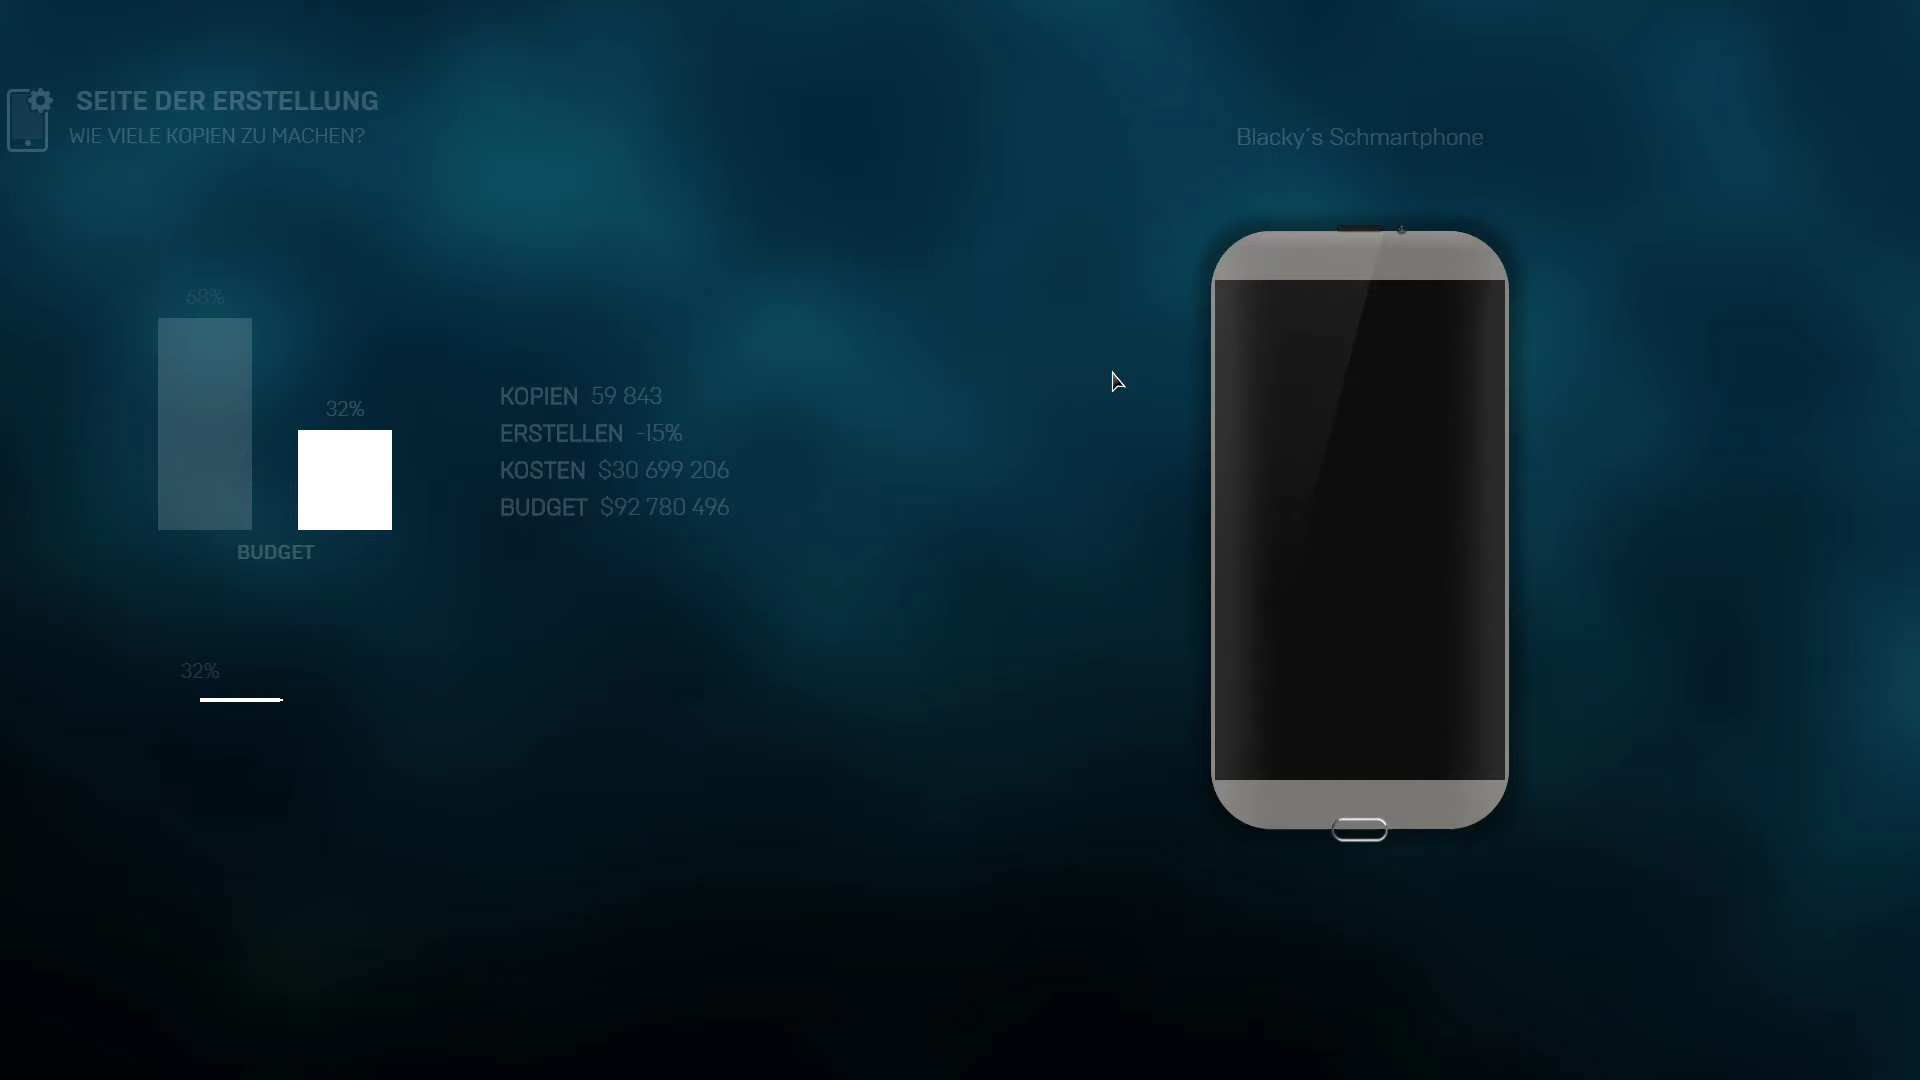 SEITE DER ERSTELLUNG
WIE VIELE KOPIEN ZU MACHEN?
Blacky´s Schmartphone
68%
32%
KOPIEN 59 843
ERSTELLEN -15%
KOSTEN $30 699 206
BUDGET $92 780 496
BUDGET
32%